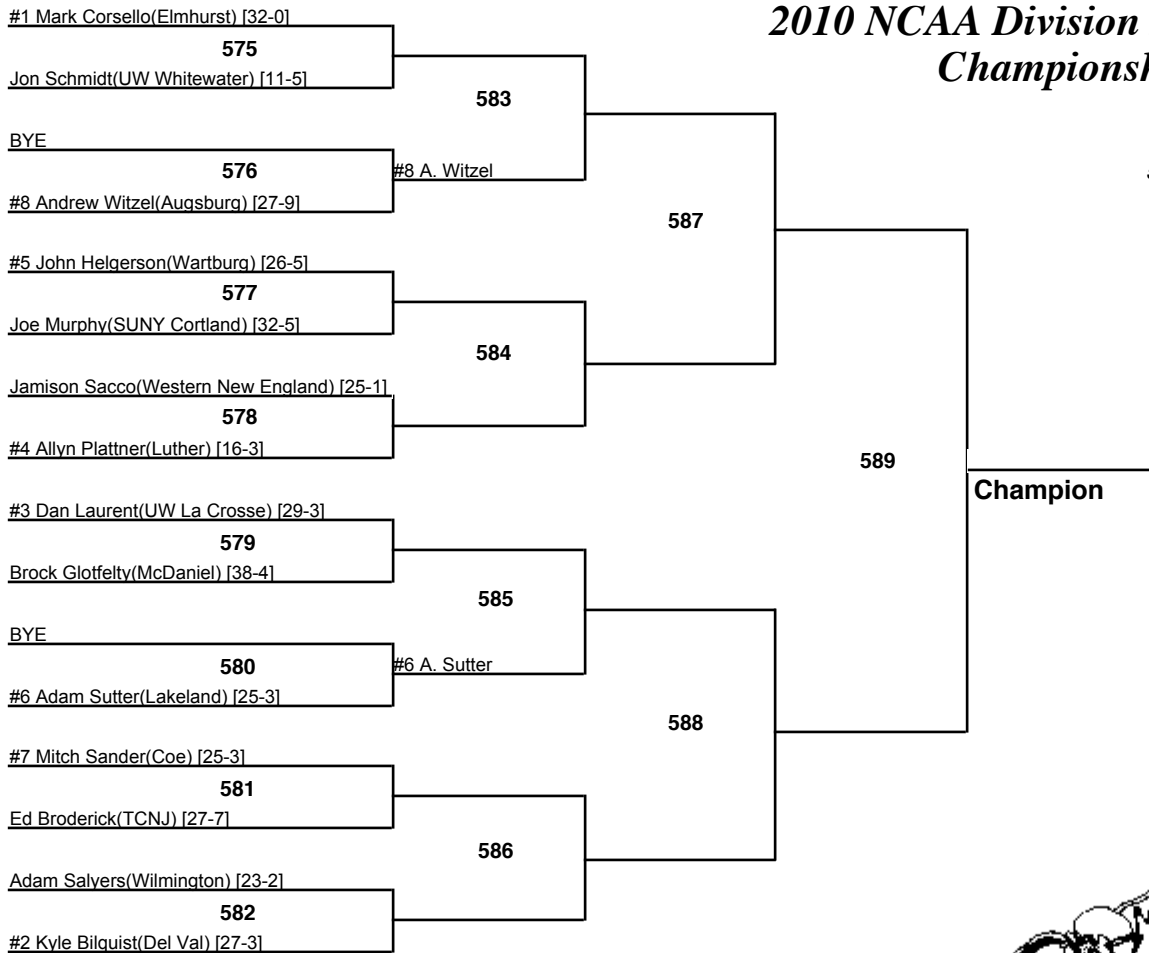 #1 Mark Corsello(Elmhurst) [32-0]
2010 NCAA Division
575
Championsh
Jon Schmidt(UW Whitewater) [11-5]
583
BYE
576
#8 A. Witzel
#8 Andrew Witzel(Augsburg) [27-9]
587
#5 John Helgerson(Wartburg) [26-5]
577
Joe Murphy(SUNY Cortland) [32-5]
584
Jamison Sacco(Western New England) [25-1]
578
#4 Allyn Plattner(Luther) [16-3]
589
Champion
#3 Dan Laurent(UW La Crosse) [29-3]
579
Brock Glotfelty(McDaniel) [38-4]
585
BYE
580
#6 A. Sutter
#6 Adam Sutter(Lakeland) [25-3]
588
#7 Mitch Sander(Coe) [25-3]
581
Ed Broderick(TCNJ) [27-7]
586
Adam Salyers(Wilmington) [23-2]
582
#2 Kyle Bilquist(Del Val) [27-3]